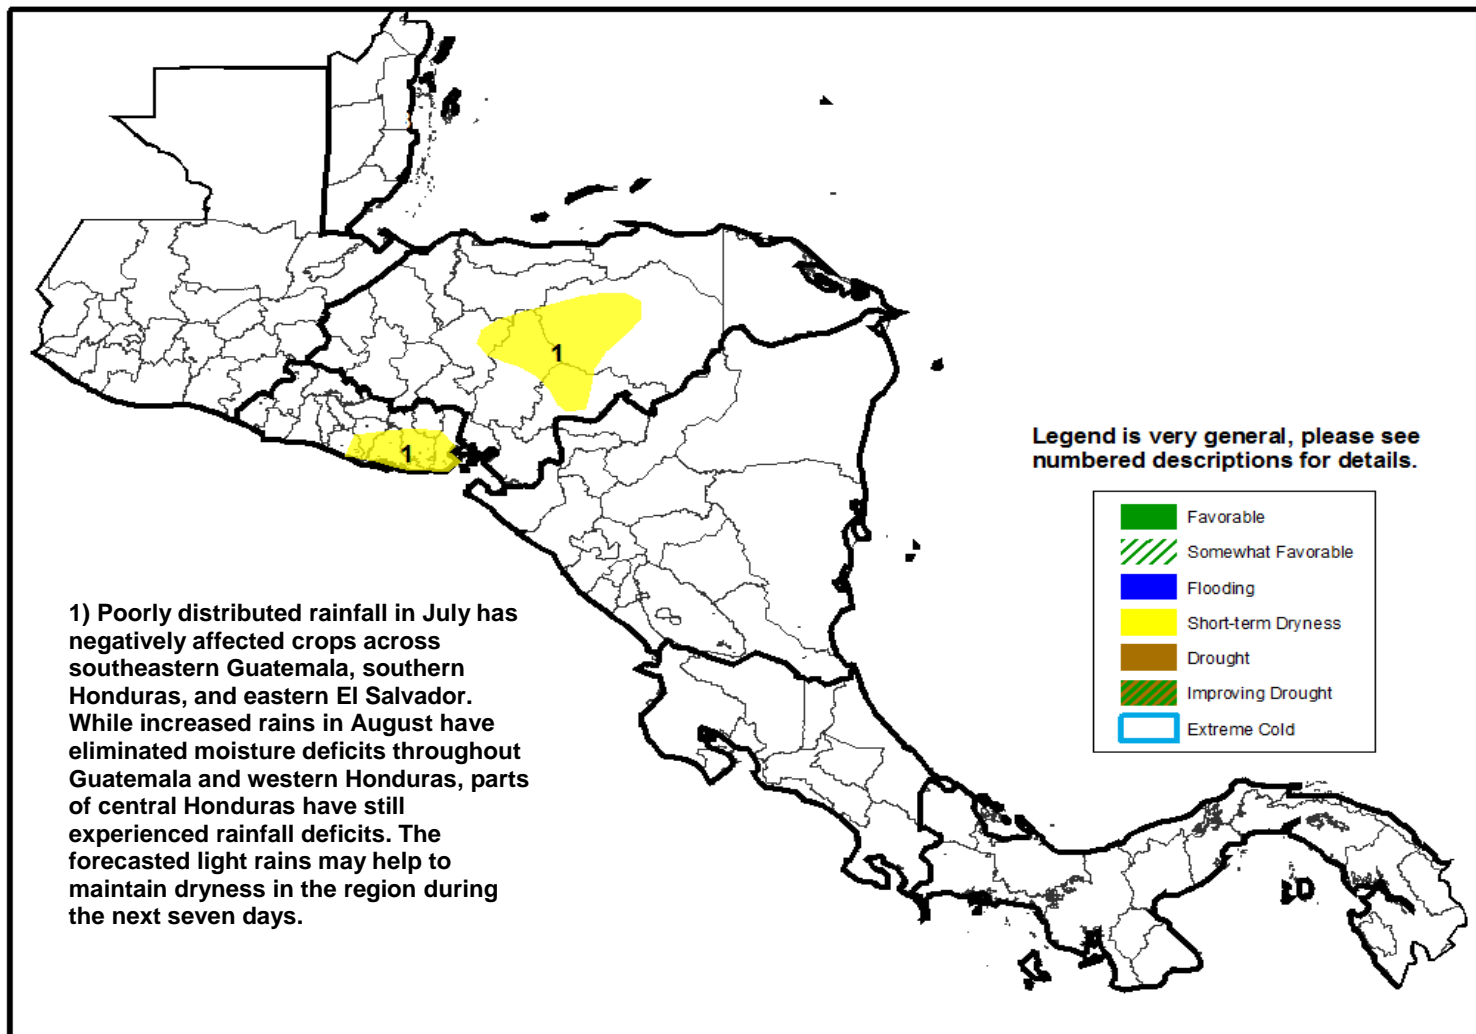 1
1
Legend is very general, please see
numbered descriptions for details.
Favorable
Somewhat Favorable
Flooding
Short-term Dryness
Drought
Improving Drought
Extreme Cold
1) Poorly distributed rainfall in July has
negatively affected crops across
southeastern Guatemala, southern
Honduras, and eastern El Salvador.
While increased rains in August have
eliminated moisture deficits throughout
Guatemala and western Honduras, parts
of central Honduras have still
experienced rainfall deficits. The
forecasted light rains may help to
maintain dryness in the region during
the next seven days.